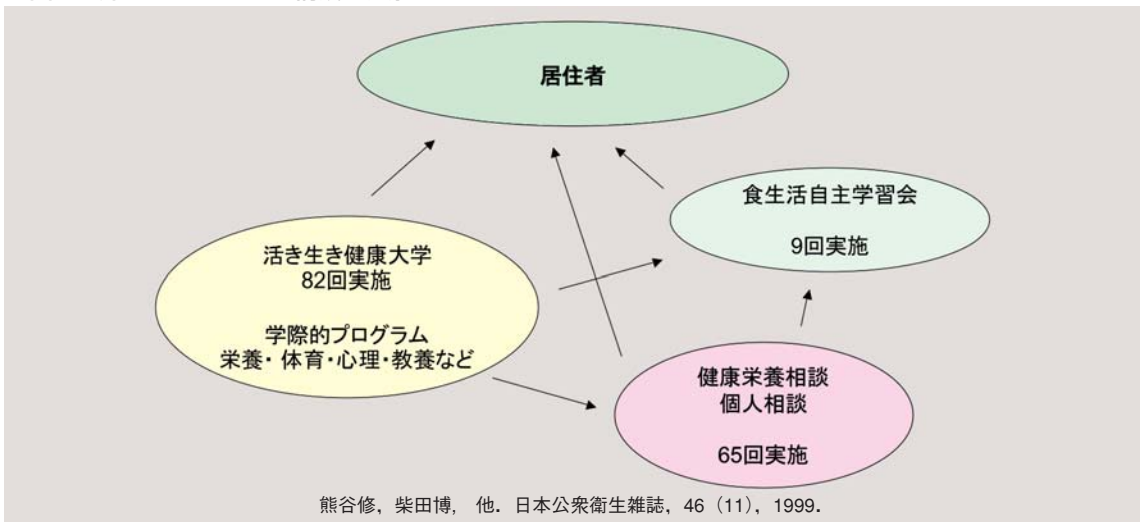 居住者
食生活自主学習会
9回実施
活き生き健康大学
82回実施
学際的プログラム
栄養・体育・心理・教養など
健康栄養相談
個人相談
65回実施
熊谷修，柴田博， 他．日本公衆衛生雑誌，46（11），1999．